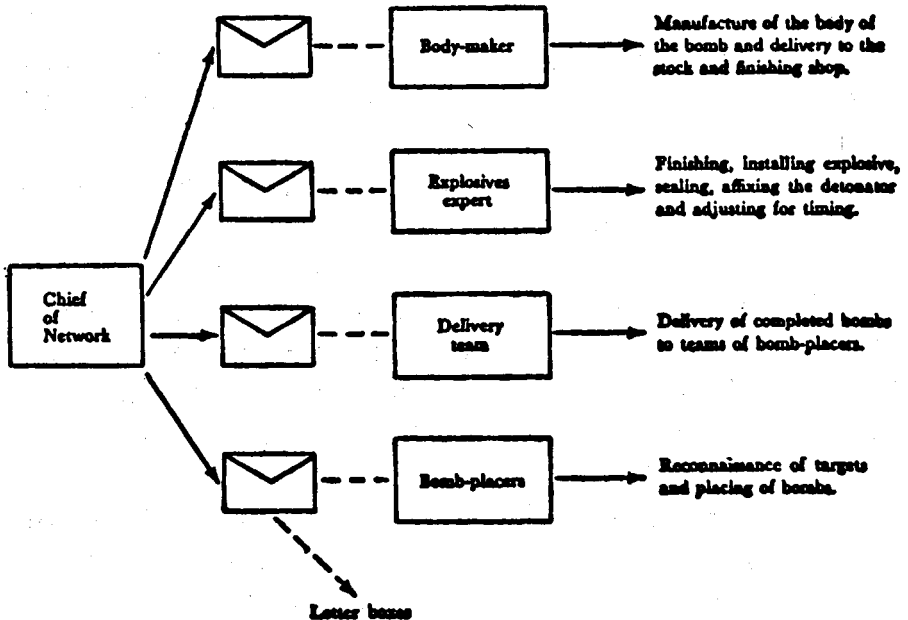 Body-maker
Manufacture of the body of
the bomb and delivery to the
stock and finishing shop.
Explosives
expert
Finishing, installing explosive,
sealing, affixing the detonator
and adjusting for timing.
Chief
of
Network
Delivery
team
Delivery of completed bombs
to teams of bomb-placers.
Bomb-placers
Reconnaissance of targets
and placing of bombs.
Letter boxes